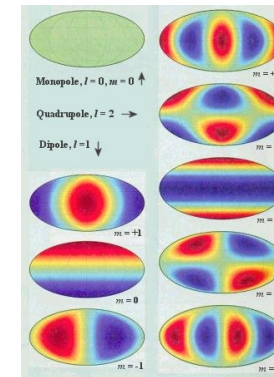 Monopole, l = 0, m = 0 ↑
Quadrupole, l = 2 →
Dipole, l = 1 ↓
m = +1
m = 0
m = -1
m = +
m =
m =
m =
m =